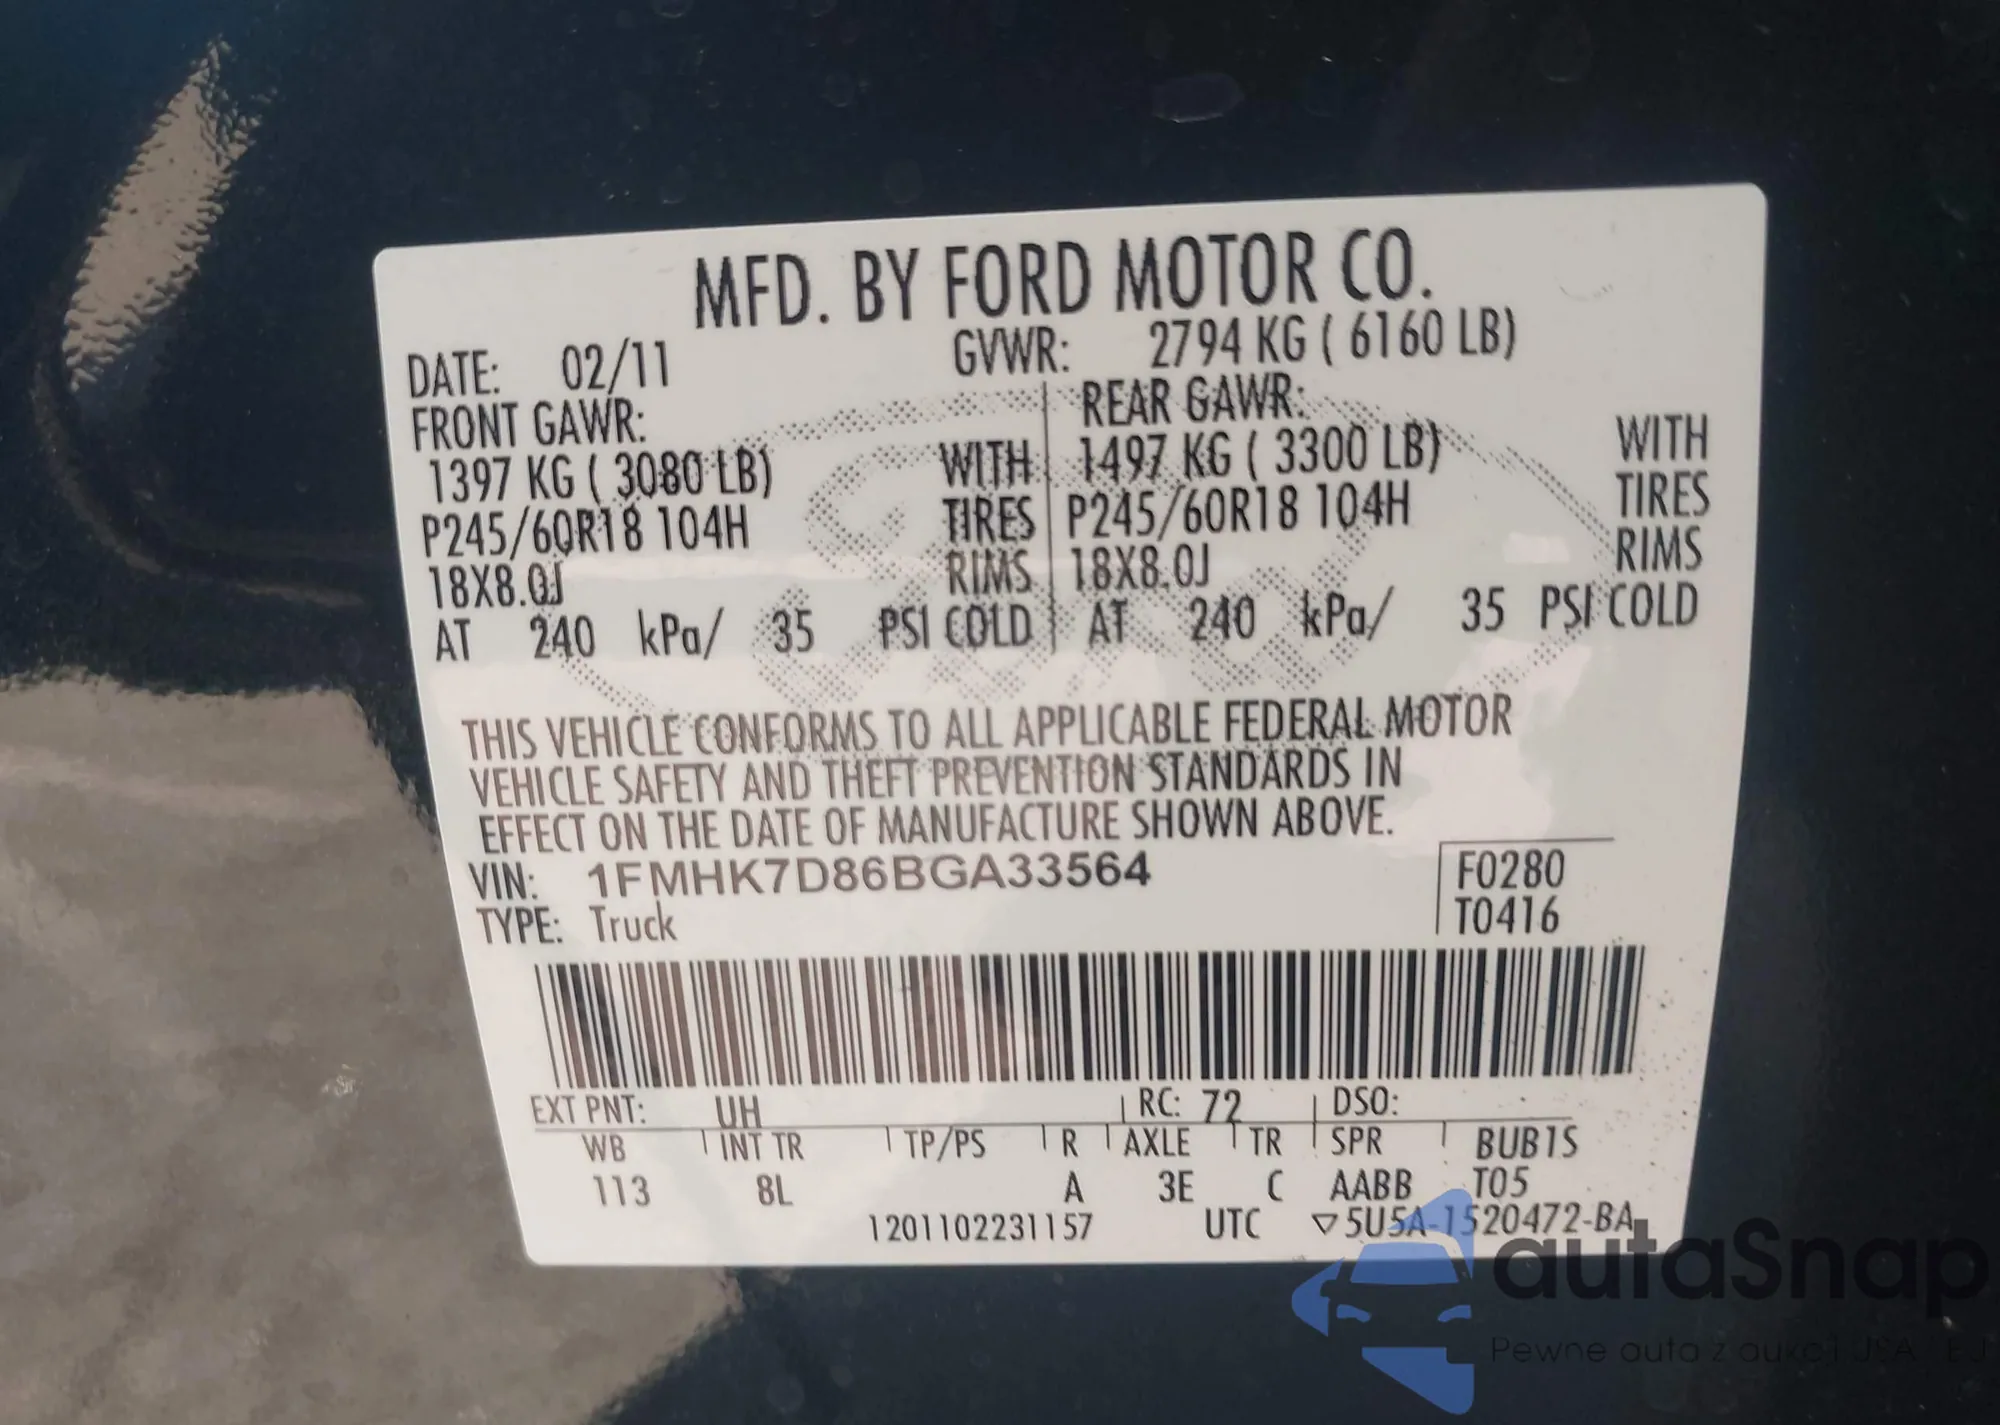 MFD. BY FORD MOTOR CO.
DATE: 02/11 GVWR: 2794 KG ( 6160 LB)
FRONT GAWR: REAR GAWR:
1397 KG ( 3080 LB) WITH 1497 KG ( 3300 LB) WITH
P245/60R18 104H TIRES P245/60R18 104H TIRES
18X8.0J RIMS 18X8.0J RIMS
AT 240 kPa/ 35 PSI COLD AT 240 kPa/ 35 PSI COLD
THIS VEHICLE CONFORMS TO ALL APPLICABLE FEDERAL MOTOR
VEHICLE SAFETY AND THEFT PREVENTION STANDARDS IN
EFFECT ON THE DATE OF MANUFACTURE SHOWN ABOVE.
VIN: 1FMHK7D86BGA33564 F0280
TYPE: Truck T0416
EXT PNT: UH RC: 72 DSO:
WB INT TR TP/PS R AXLE TR SPR BUB1S
113 8L A 3E C AABB T05
1201102231157 UTC ▽5U5A-1520472-BA
autaSnap
Pewne auta z aukcji USA i EU